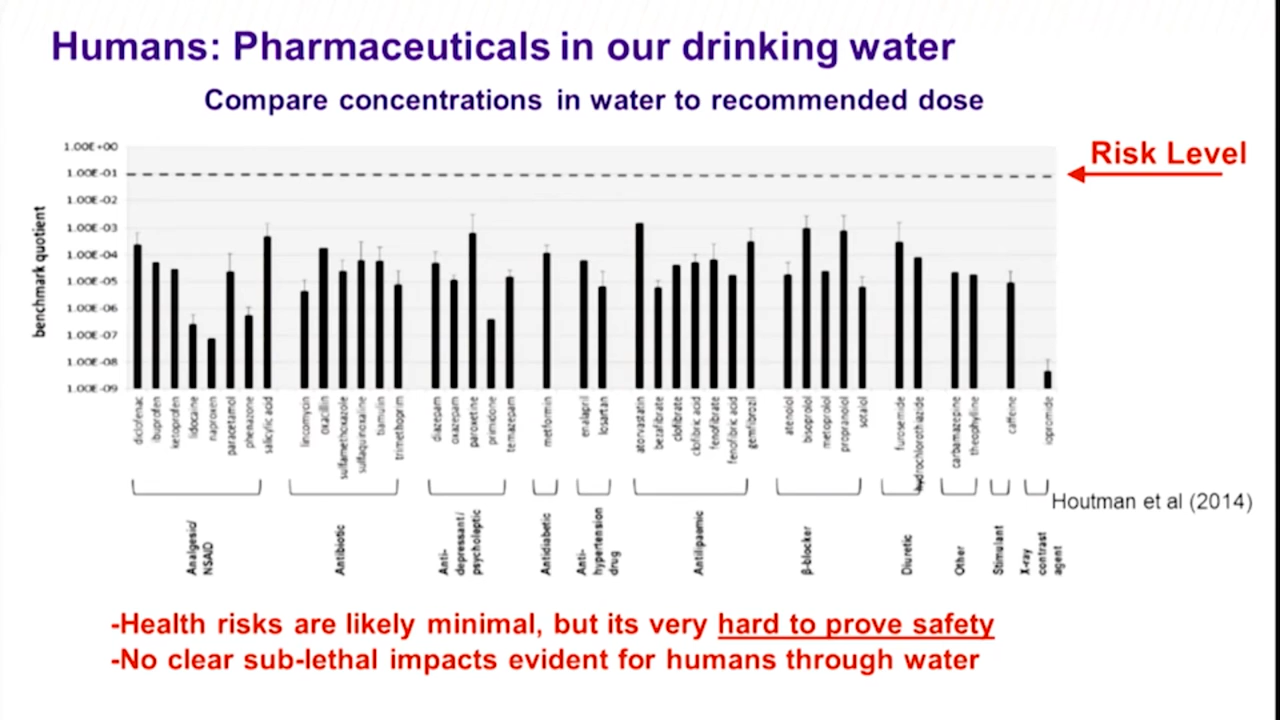 Humans: Pharmaceuticals in our drinking water
Compare concentrations in water to recommended dose
Risk Level
benchmark quotient
1.00E+00
1.00E-01
1.00E-02
1.00E-03
1.00E-04
1.00E-05
1.00E-06
1.00E-07
1.00E-08
1.00E-09
diclofenac
ibuprofen
ketoprofen
lidocaine
naproxen
paracetamol
phenazone
salicylic acid
lincomycin
oxacillin
sulfamethoxazole
sulfaquinoxaline
tiamulin
trimethoprim
diazepam
oxazepam
paroxetine
primidone
temazepam
metformin
enalapril
losartan
atorvastatin
bezafibrate
clofibrate
clofibric acid
fenofibrate
fenofibric acid
gemfibrozil
atenolol
bisoprolol
metoprolol
propranolol
sotalol
furosemide
hydrochlorothiazide
carbamazepine
theophylline
caffeine
iopromide
Analgesic/
NSAID
Antibiotic
Anti-
depressant/
psycholeptic
Antidiabetic
Anti-
hypertension
drug
Antilipaemic
β-blocker
Diuretic
Other
Stimulant
X-ray
contrast
agent
Houtman et al (2014)
-Health risks are likely minimal, but its very hard to prove safety
-No clear sub-lethal impacts evident for humans through water